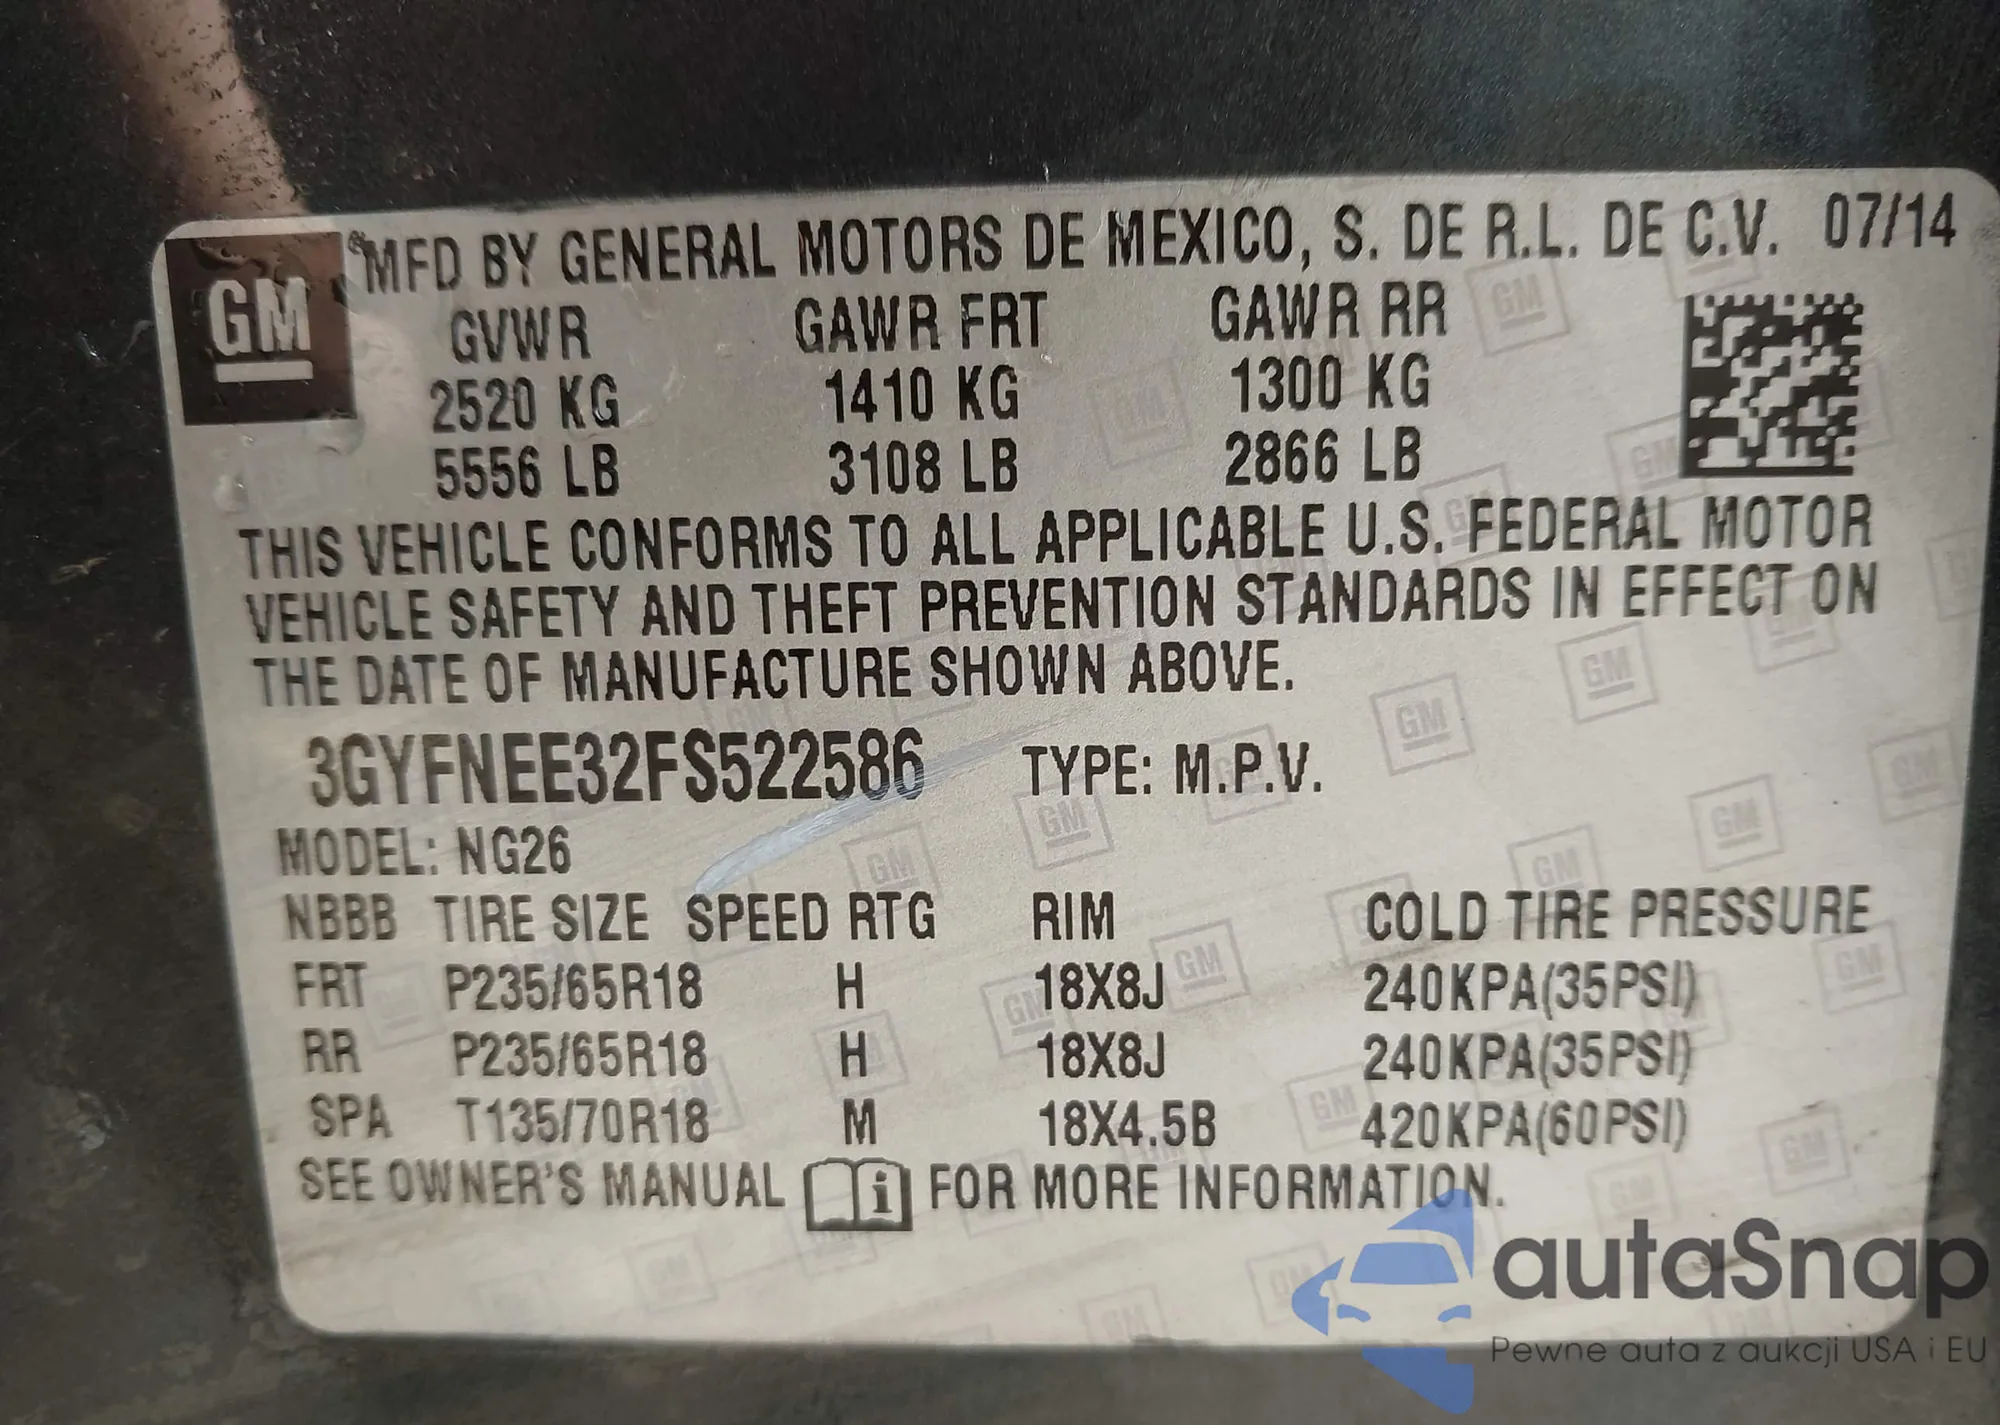 GM
MFD BY GENERAL MOTORS DE MEXICO, S. DE R.L. DE C.V. 07/14
GVWR GAWR FRT GAWR RR
2520 KG 1410 KG 1300 KG
5556 LB 3108 LB 2866 LB
THIS VEHICLE CONFORMS TO ALL APPLICABLE U.S. FEDERAL MOTOR
VEHICLE SAFETY AND THEFT PREVENTION STANDARDS IN EFFECT ON
THE DATE OF MANUFACTURE SHOWN ABOVE.
3GYFNEE32FS522586 TYPE: M.P.V.
MODEL: NG26
NBBB TIRE SIZE SPEED RTG RIM COLD TIRE PRESSURE
FRT P235/65R18 H 18X8J 240KPA(35PSI)
RR P235/65R18 H 18X8J 240KPA(35PSI)
SPA T135/70R18 M 18X4.5B 420KPA(60PSI)
SEE OWNER'S MANUAL i FOR MORE INFORMATION.
autaSnap
Pewne auta z aukcji USA i EU